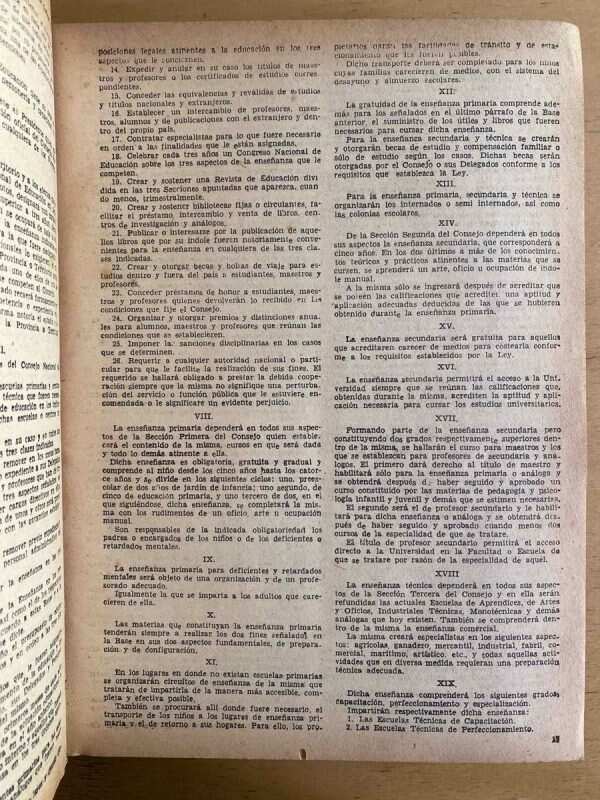 posiciones legales atinentes a la educación en los tres
aspectos que le conciernen.
14. Expedir y anular en su caso los títulos de maes-
tros y profesores o los certificados de estudios corres-
pondientes.
15. Conceder las equivalencias y reválidas de estudios
y títulos nacionales y extranjeros.
16. Establecer un intercambio de profesores, maes-
tros, alumnos y de publicaciones con el extranjero y den-
tro del propio país.
17. Contratar especialistas para lo que fuere necesario
en orden a las finalidades que le están asignadas.
18. Celebrar cada tres años un Congreso Nacional de
Educación sobre los tres aspectos de la enseñanza que le
competen.
19. Crear y sostener una Revista de Educación divi-
dida en las tres Secciones apuntadas que aparezca, cuan-
do menos, trimestralmente.
20. Crear y sostener bibliotecas fijas o circulantes, fa-
cilitar el préstamo, intercambio y venta de libros, cen-
tros de investigación y análogos.
21. Publicar o interesarse por la publicación de aque-
llos libros que por su índole fueren notoriamente conve-
nientes para la enseñanza en cualquiera de las tres cla-
ses indicadas.
22. Crear y otorgar becas y bolsas de viaje para es-
tudios dentro y fuera del país a estudiantes, maestros y
profesores.
23. Conceder préstamos de honor a estudiantes, maes-
tros y profesores quienes devolverán lo recibido en las
condiciones que fije el Consejo.
24. Organizar y otorgar premios y distinciones anua-
les para alumnos, maestros y profesores que reúnan las
condiciones que se establecieren.
25. Imponer las sanciones disciplinarias en los casos
que se determinen.
26. Requerir a cualquier autoridad nacional o parti-
cular para que le facilite la realización de sus fines. El
requerido se hallará obligado a prestar la debida coope-
ración siempre que la misma no signifique una perturba-
ción del servicio o función pública que le estuviere en-
comendada o le significare un evidente perjuicio.
VIII.
La enseñanza primaria dependerá en todos sus aspec-
tos de la Sección Primera del Consejo quien estable-
cerá el contenido de la misma, cursos en que será dada
y todo lo demás atinente a ella.
Dicha enseñanza es obligatoria, gratuita y gradual y
comprende al niño desde los cinco años hasta los cator-
ce años y se divide en los siguientes ciclos: uno, pree-
colar de dos años de jardín de infancia; uno segundo, de
cinco de educación primaria, y uno tercero de dos, en el
que siguiéndose, dicha enseñanza, se completará la mis-
ma con los rudimentos de un oficio, arte u ocupación
manual.
Son responsables de la indicada obligatoriedad los
padres o encargados de los niños o de los deficientes o
retardados mentales.
IX.
La enseñanza primaria para deficientes y retardados
mentales será objeto de una organización y de un profe-
sorado adecuado.
Igualmente la que se imparta a los adultos que care-
cieren de ella.
X.
Las materias que constituyan la enseñanza primaria
tenderán siempre a realizar los dos fines señalados en
la Base en sus dos aspectos fundamentales, de prepara-
ción y de configuración.
XI.
En los lugares en donde no existan escuelas primarias
se organizarán circuitos de enseñanza de la misma que
tratarán de impartirla de la manera más accesible, com-
pleta y efectiva posible.
También se procurará allí donde fuere necesario, el
transporte de los niños a los lugares de enseñanza pri-
maria y el de retorno a sus hogares. Para ello, los pro-
pietarios darán las facilidades de tránsito y de esta-
cionamiento que les fueren posibles.
Dicho transporte deberá ser completado para los niños
cuyas familias carecieren de medios, con el sistema del
desayuno y almuerzo escolares.
XII.
La gratuidad de la enseñanza primaria comprende ade-
más para los señalados en el último párrafo de la Base
anterior, el suministro de los útiles y libros que fueren
necesarios para cursar dicha enseñanza.
Para la enseñanza secundaria y técnica se crearán
y otorgarán becas de estudio y compensación familiar o
sólo de estudio según los casos. Dichas becas serán
otorgadas por el Consejo o sus Delegados conforme a los
requisitos que establezca la Ley.
XIII.
Para la enseñanza primaria, secundaria y técnica se
organizarán los internados o semi internados, así como
las colonias escolares.
XIV.
De la Sección Segunda del Consejo dependerá en todos
sus aspectos la enseñanza secundaria, que corresponderá a
cinco años. En los dos últimos a más de los conocimien-
tos teóricos y prácticos atinentes a las materias que se
cursen, se aprenderá un arte, oficio u ocupación de índo-
le manual.
A la misma sólo se ingresará después de acreditar que
se poseen las calificaciones que acrediten una aptitud y
aplicación adecuadas deducidas de las que se hubieren
obtenido durante la enseñanza primaria.
XV.
La enseñanza secundaria será gratuita para aquellos
que acreditaren carecer de medios para costearla confor-
me a los requisitos establecidos por la Ley.
XVI.
La enseñanza secundaria permitirá el acceso a la Uni-
versidad siempre que se reúnan las calificaciones que,
obtenidas durante la misma, acrediten la aptitud y apli-
cación necesaria para cursar los estudios universitarios.
XVII.
Formando parte de la enseñanza secundaria pero
constituyendo dos grados respectivamente superiores den-
tro de la misma, se hallarán el curso para maestros y los
que se establezcan para profesores de secundaria y aná-
logos. El primero dará derecho al título de maestro y
habilitará sólo para la enseñanza primaria o análoga y
se obtendrá después de haber seguido y aprobado un
curso constituido por las materias de pedagogía y psico-
logía infantil y juvenil y demás que se estimen necesarias.
El segundo será el de profesor secundario y le habili-
tará para dicha enseñanza o análoga y se obtendrá des-
pués de haber seguido y aprobado cuando menos dos
cursos de la especialidad de que se tratare.
El título de profesor secundario permitirá el acceso
directo a la Universidad en la Facultad o Escuela de
que se tratare por razón de la especialidad de aquél.
XVIII
La enseñanza técnica dependerá en todos sus aspec-
tos de la Sección Tercera del Consejo y en ella serán
refundidas las actuales Escuelas de Aprendices, de Artes
y Oficios, Industriales Técnicas, Monotécnicas y demás
análogas que hoy existen. También se comprenderá den-
tro de la misma la enseñanza comercial.
La misma creará especialistas en los siguientes aspec-
tos: agrícolas, ganadero, mercantil, industrial, fabril, co-
mercial, marítimo, artístico, etc., y todas aquéllas acti-
vidades que en diversa medida requieran una preparación
técnica adecuada.
XIX.
Dicha enseñanza comprenderá los siguientes grados
capacitación, perfeccionamiento y especialización.
Impartirán respectivamente dicha enseñanza:
1. Las Escuelas Técnicas de Capacitación.
2. Las Escuelas Técnicas de Perfeccionamiento.